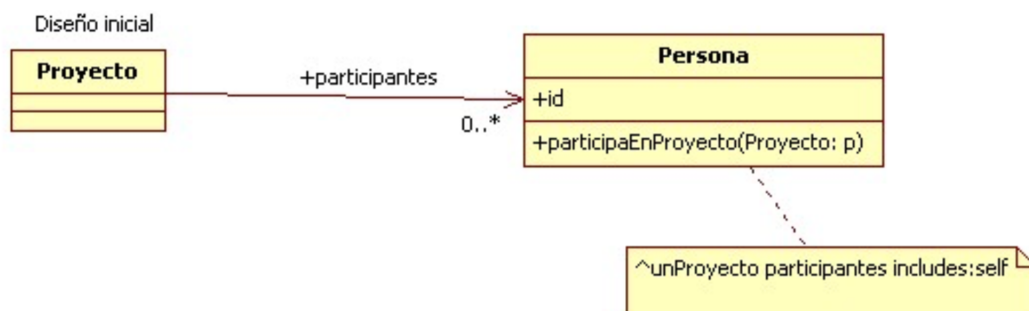 Diseño inicial
Proyecto
+participantes
0..*
Persona
+id
+participaEnProyecto(Proyecto: p)
^unProyecto participantes includes:self